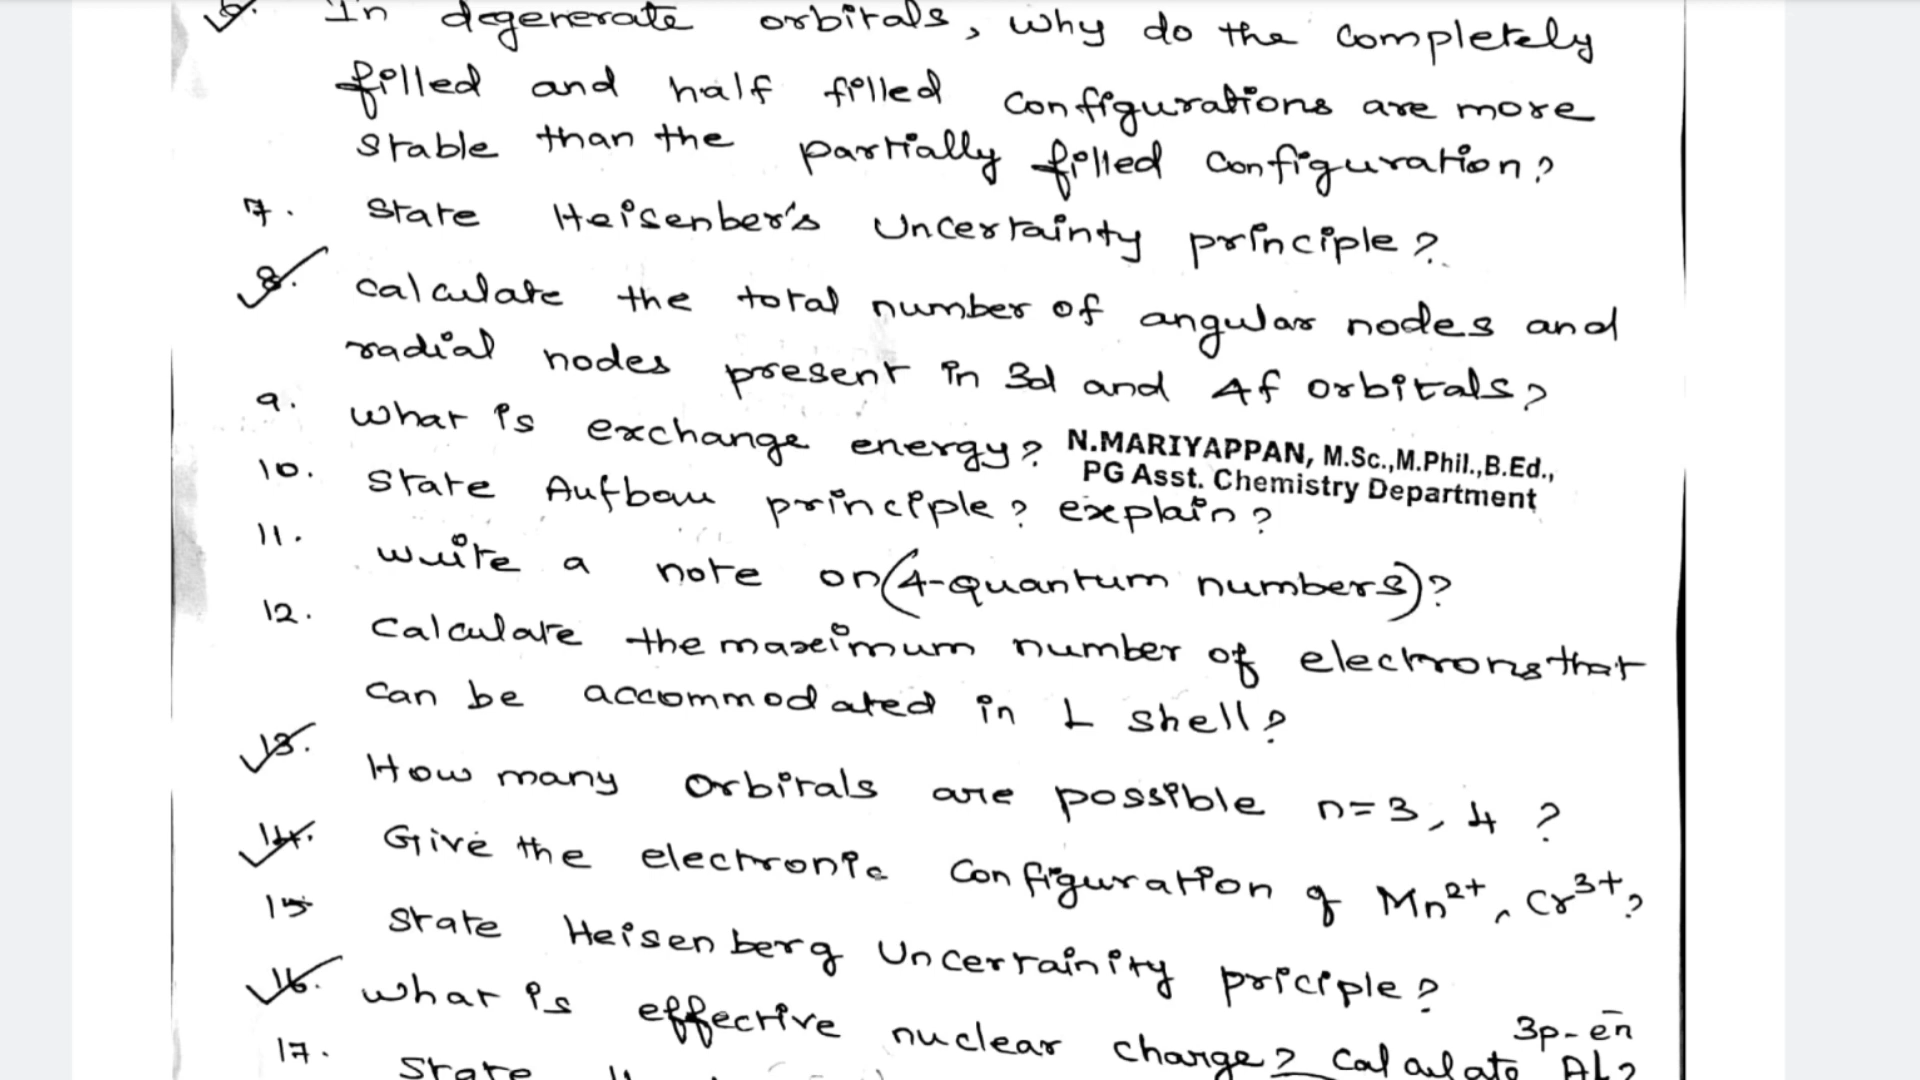 6. In degenerate orbitals, why do the completely
filled and half filled configurations are more
stable than the partially filled configuration?
7. State Heisenber's Uncertainty principle?
8. Calculate the total number of angular nodes and
radial nodes present in 3d and 4f orbitals?
9. What is exchange energy?
N.MARIYAPPAN, M.Sc.,M.Phil.,B.Ed.,
PG Asst. Chemistry Department
10. State Aufbau principle? explain?
11. Write a note on (4-quantum numbers)?
12. Calculate the maximum number of electrons that
can be accommodated in L shell?
13. How many orbitals are possible n=3, 4 ?
14. Give the electronic configuration of Mn²⁺, Cr³⁺?
15 State Heisenberg Uncertainity priciple?
16. What is effective nuclear charge? Calculate
3p-en
Al?
17. State